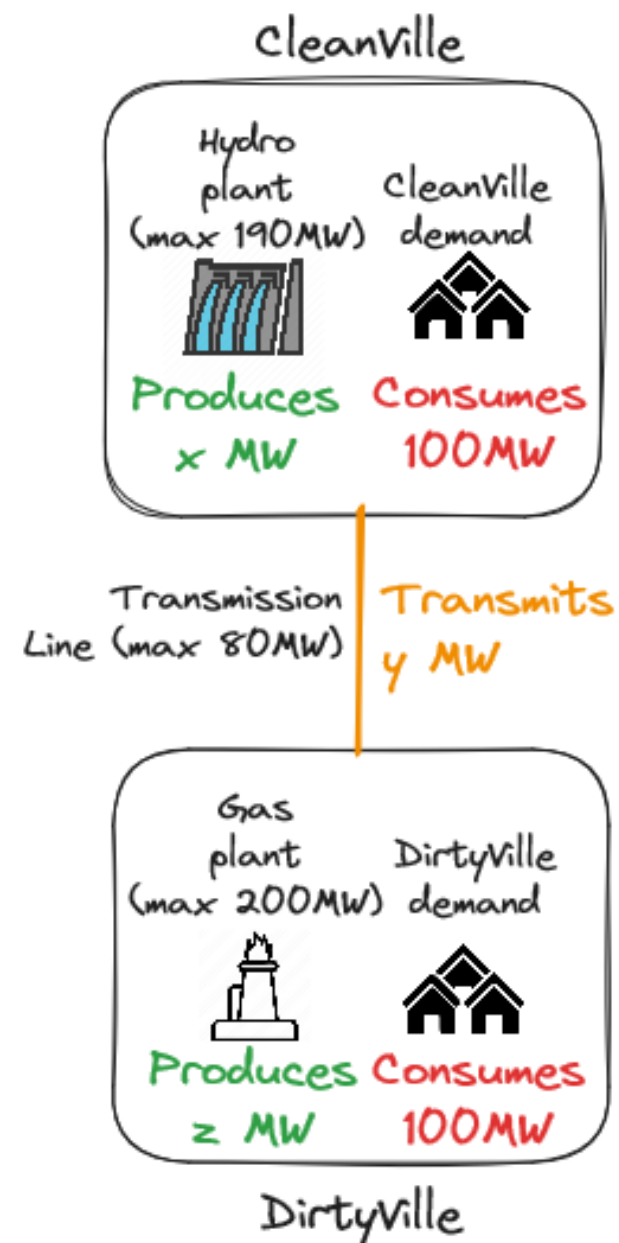 CleanVille
Hydro
plant
(max 190MW)
CleanVille
demand
Produces
x MW
Consumes
100MW
Transmission
Line (max 80MW)
Transmits
y MW
Gas
plant
(max 200MW)
DirtyVille
demand
Produces
z MW
Consumes
100MW
DirtyVille